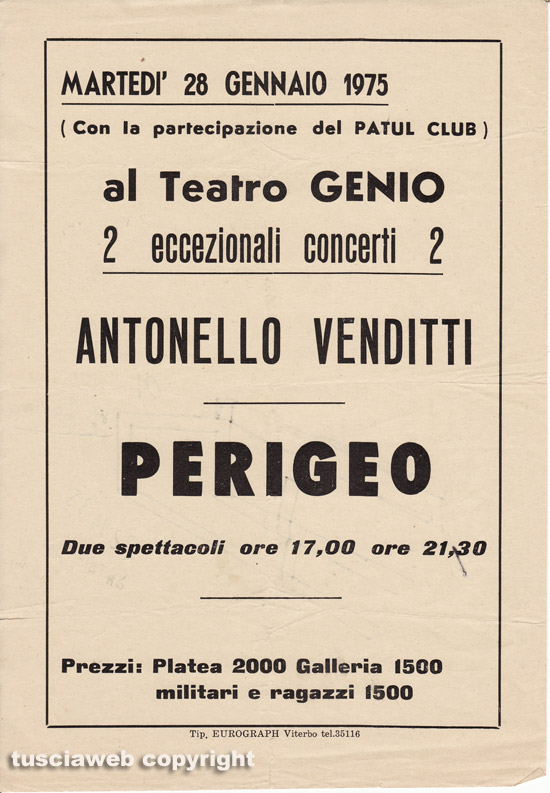 MARTEDI' 28 GENNAIO 1975
(Con la partecipazione del PATUL CLUB)
al Teatro GENIO
2 eccezionali concerti 2
ANTONELLO VENDITTI
PERIGEO
Due spettacoli ore 17,00 ore 21,30
Prezzi: Platea 2000 Galleria 1500
militari e ragazzi 1500
Tip. EUROGRAPH Viterbo tel.35116
tusciaweb copyright